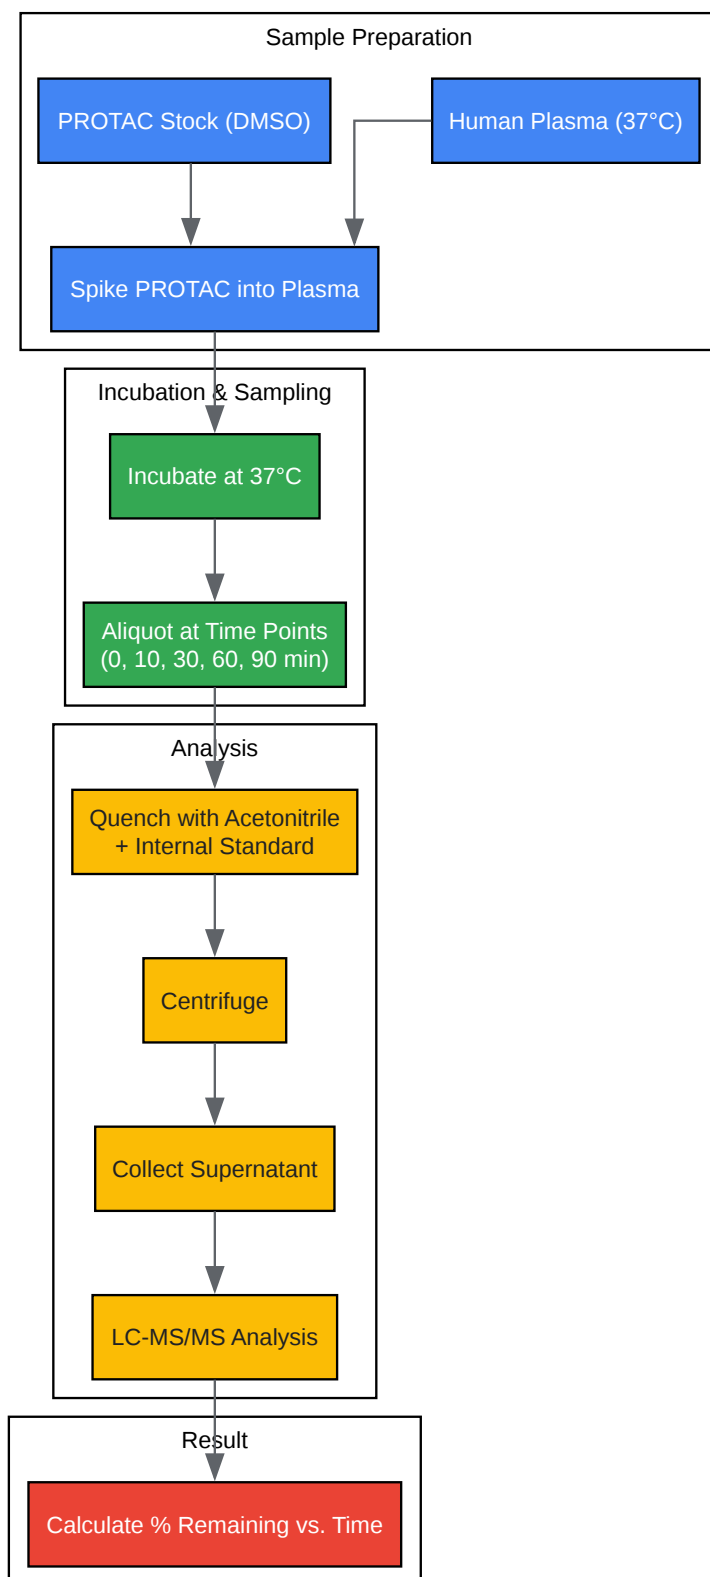 Sample Preparation
PROTAC Stock (DMSO)
Human Plasma (37°C)
Spike PROTAC into Plasma
Incubation & Sampling
Incubate at 37°C
Aliquot at Time Points
(0, 10, 30, 60, 90 min)
Analysis
Quench with Acetonitrile
+ Internal Standard
Centrifuge
Collect Supernatant
LC-MS/MS Analysis
Result
Calculate % Remaining vs. Time